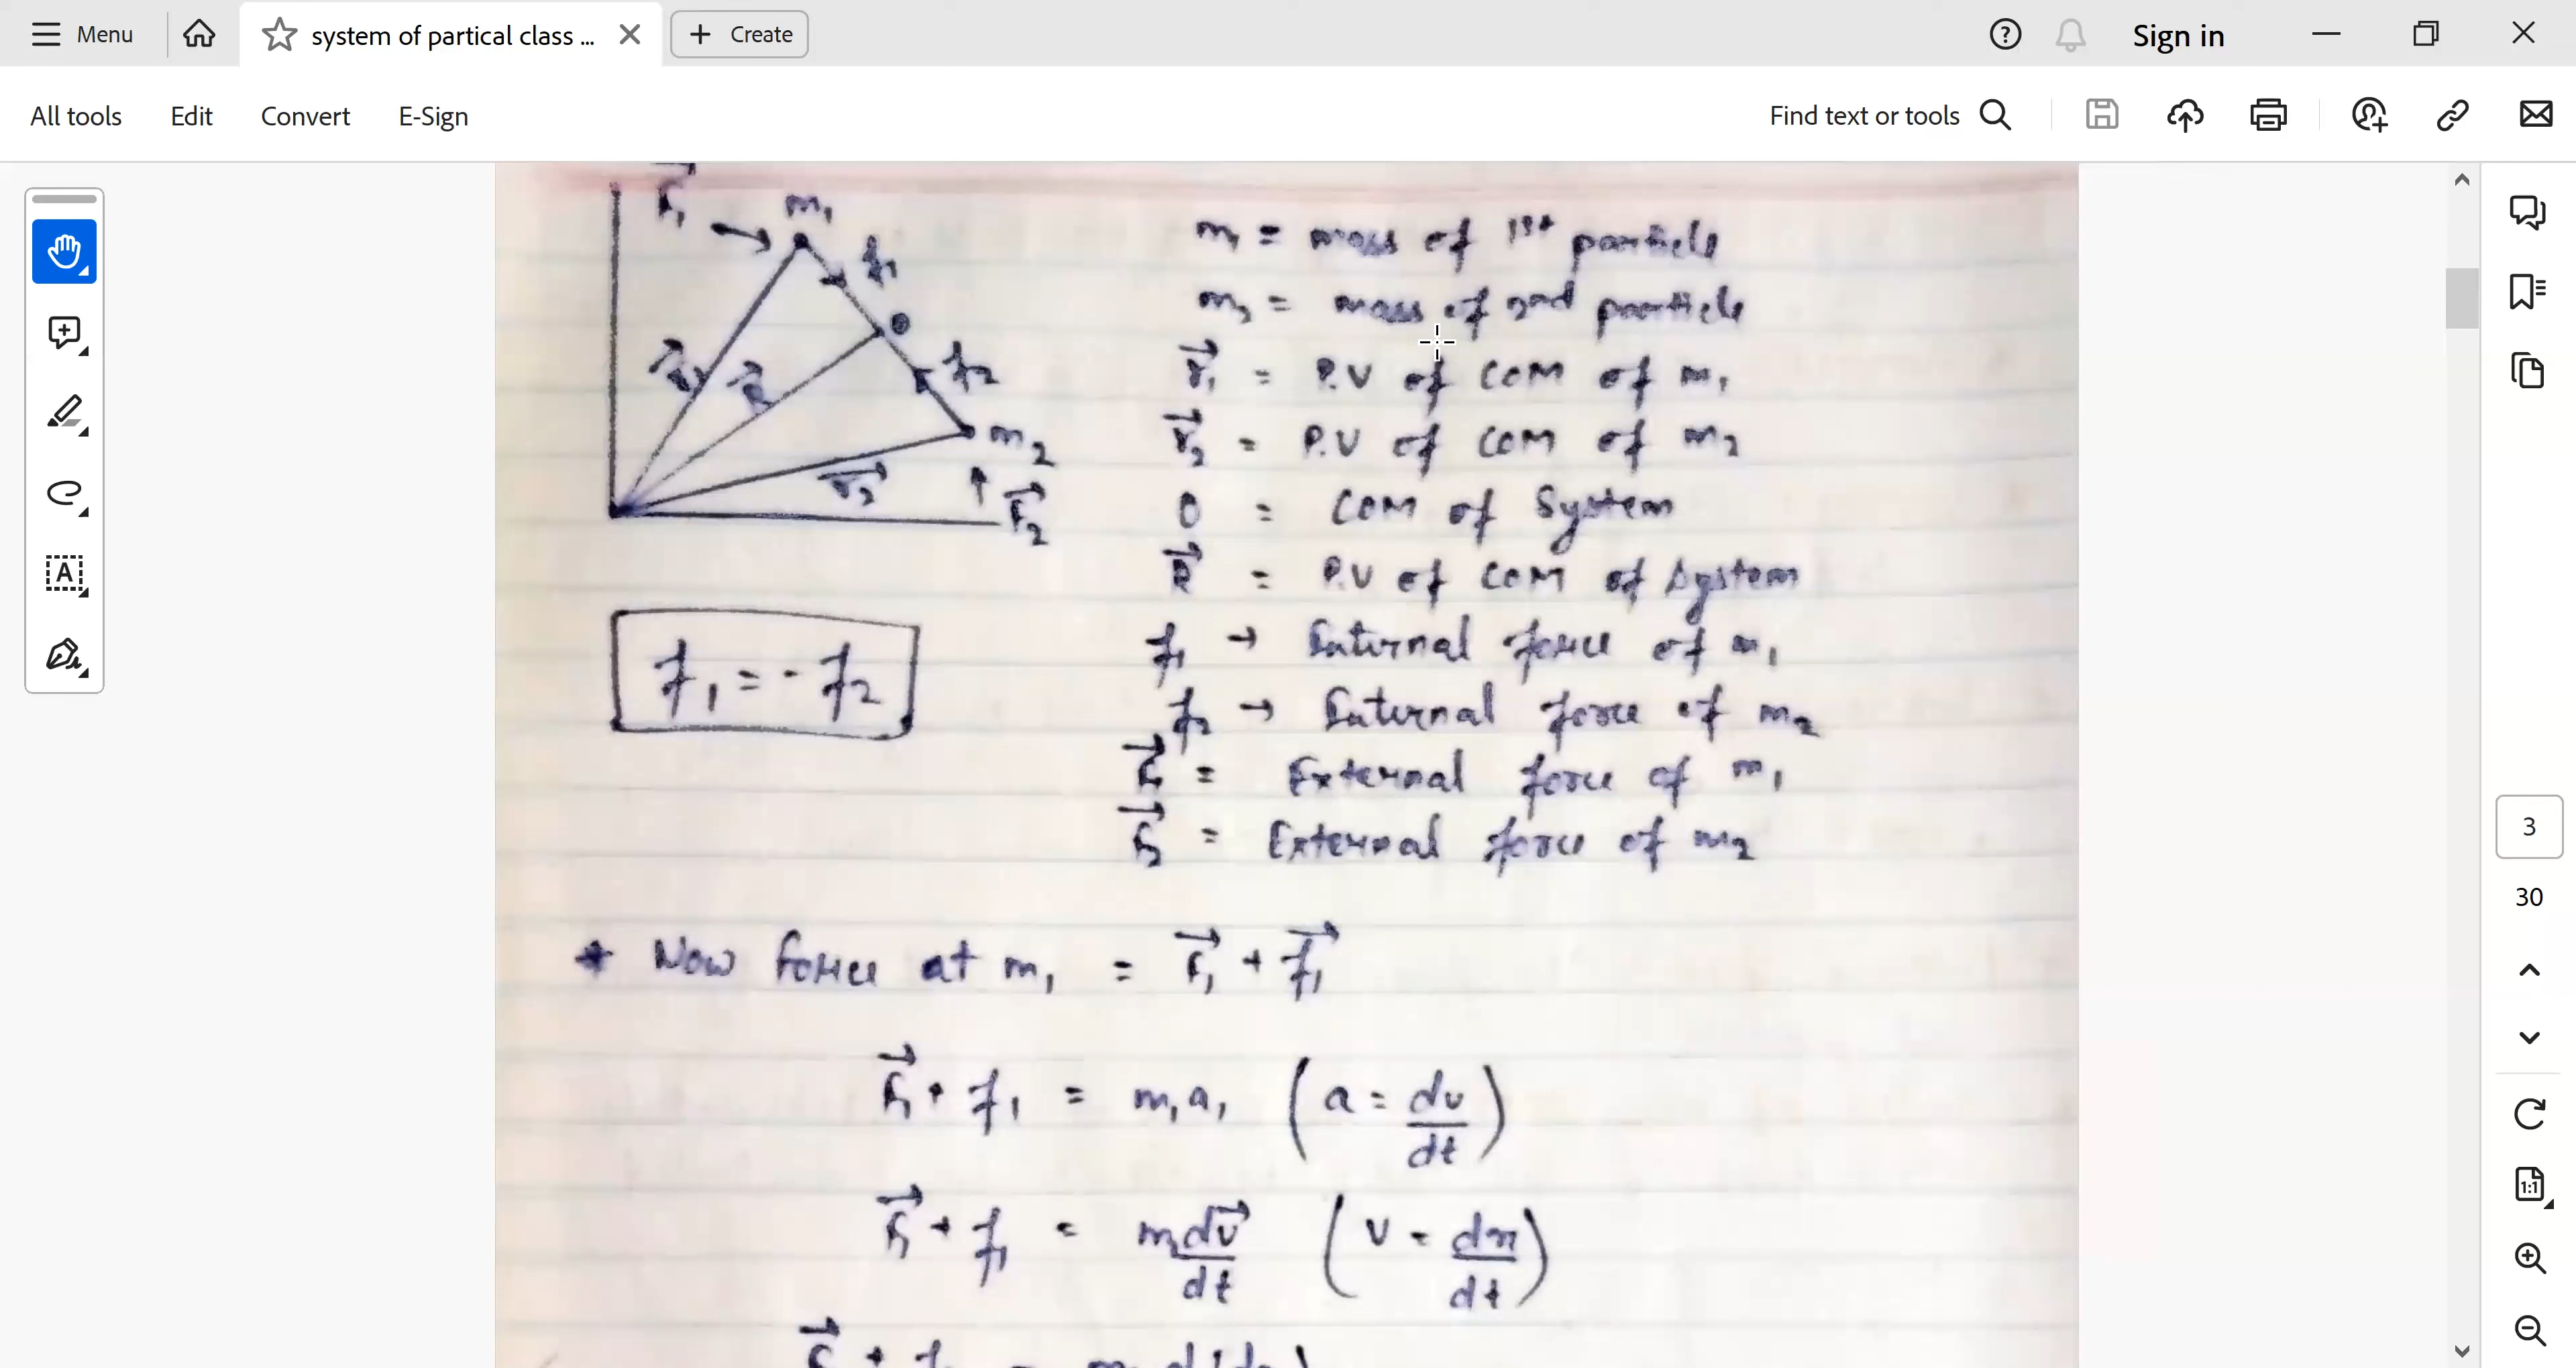 Menu
system of partical class ...
Create
Sign in
All tools
Edit
Convert
E-Sign
Find text or tools
F₁
m₁
f₁
O
f₂
r₁
R
m₂
r₂
F₂
m₁ = mass of 1st particle
m₂ = mass of 2nd particle
r₁ = P.V of COM of m₁
r₂ = P.V of COM of m₂
O = COM of System
R = P.V of COM of System
f₁ → Internal force of m₁
f₂ → Internal force of m₂
F₁ = External force of m₁
F₂ = External force of m₂
f₁ = - f₂
* Now force at m₁ = F₁ + f₁
F₁ + f₁ = m₁a₁ (a = dv/dt)
F₁ + f₁ = m₁dv/dt (v = dr/dt)
3
30
1:1